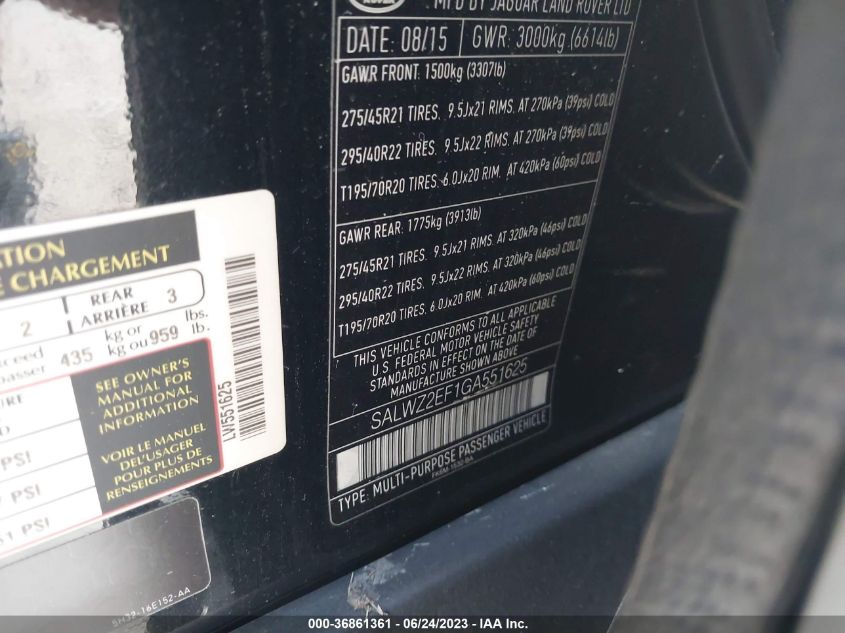 MFD BY JAGUAR LAND ROVER LTD
DATE: 08/15 GWR: 3000kg (6614lb)
GAWR FRONT: 1500kg (3307lb)
275/45R21 TIRES. 9.5Jx21 RIMS. AT 270kPa (39psi) COLD
295/40R22 TIRES. 9.5Jx22 RIMS. AT 270kPa (39psi) COLD
T195/70R20 TIRES. 6.0Jx20 RIM. AT 420kPa (60psi) COLD
GAWR REAR: 1775kg (3913lb)
275/45R21 TIRES. 9.5Jx21 RIMS. AT 320kPa (46psi) COLD
295/40R22 TIRES. 9.5Jx22 RIMS. AT 320kPa (46psi) COLD
T195/70R20 TIRES. 6.0Jx20 RIM. AT 420kPa (60psi) COLD
THIS VEHICLE CONFORMS TO ALL APPLICABLE
U.S. FEDERAL MOTOR VEHICLE SAFETY
STANDARDS IN EFFECT ON THE DATE OF
MANUFACTURE SHOWN ABOVE
SALWZ2EF1GA551625
TYPE: MULTI-PURPOSE PASSENGER VEHICLE
E CHARGEMENT
2 REAR ARRIÈRE 3
435 kg or 959 lbs.
kg ou lb.
SEE OWNER'S
MANUAL FOR
ADDITIONAL
INFORMATION
VOIR LE MANUEL
DEL'USAGER
POUR PLUS DE
RENSEIGNEMENTS
PSI
PSI
PSI
LW551625
000-36861361 / 06/24/2023 - © IAA Inc.